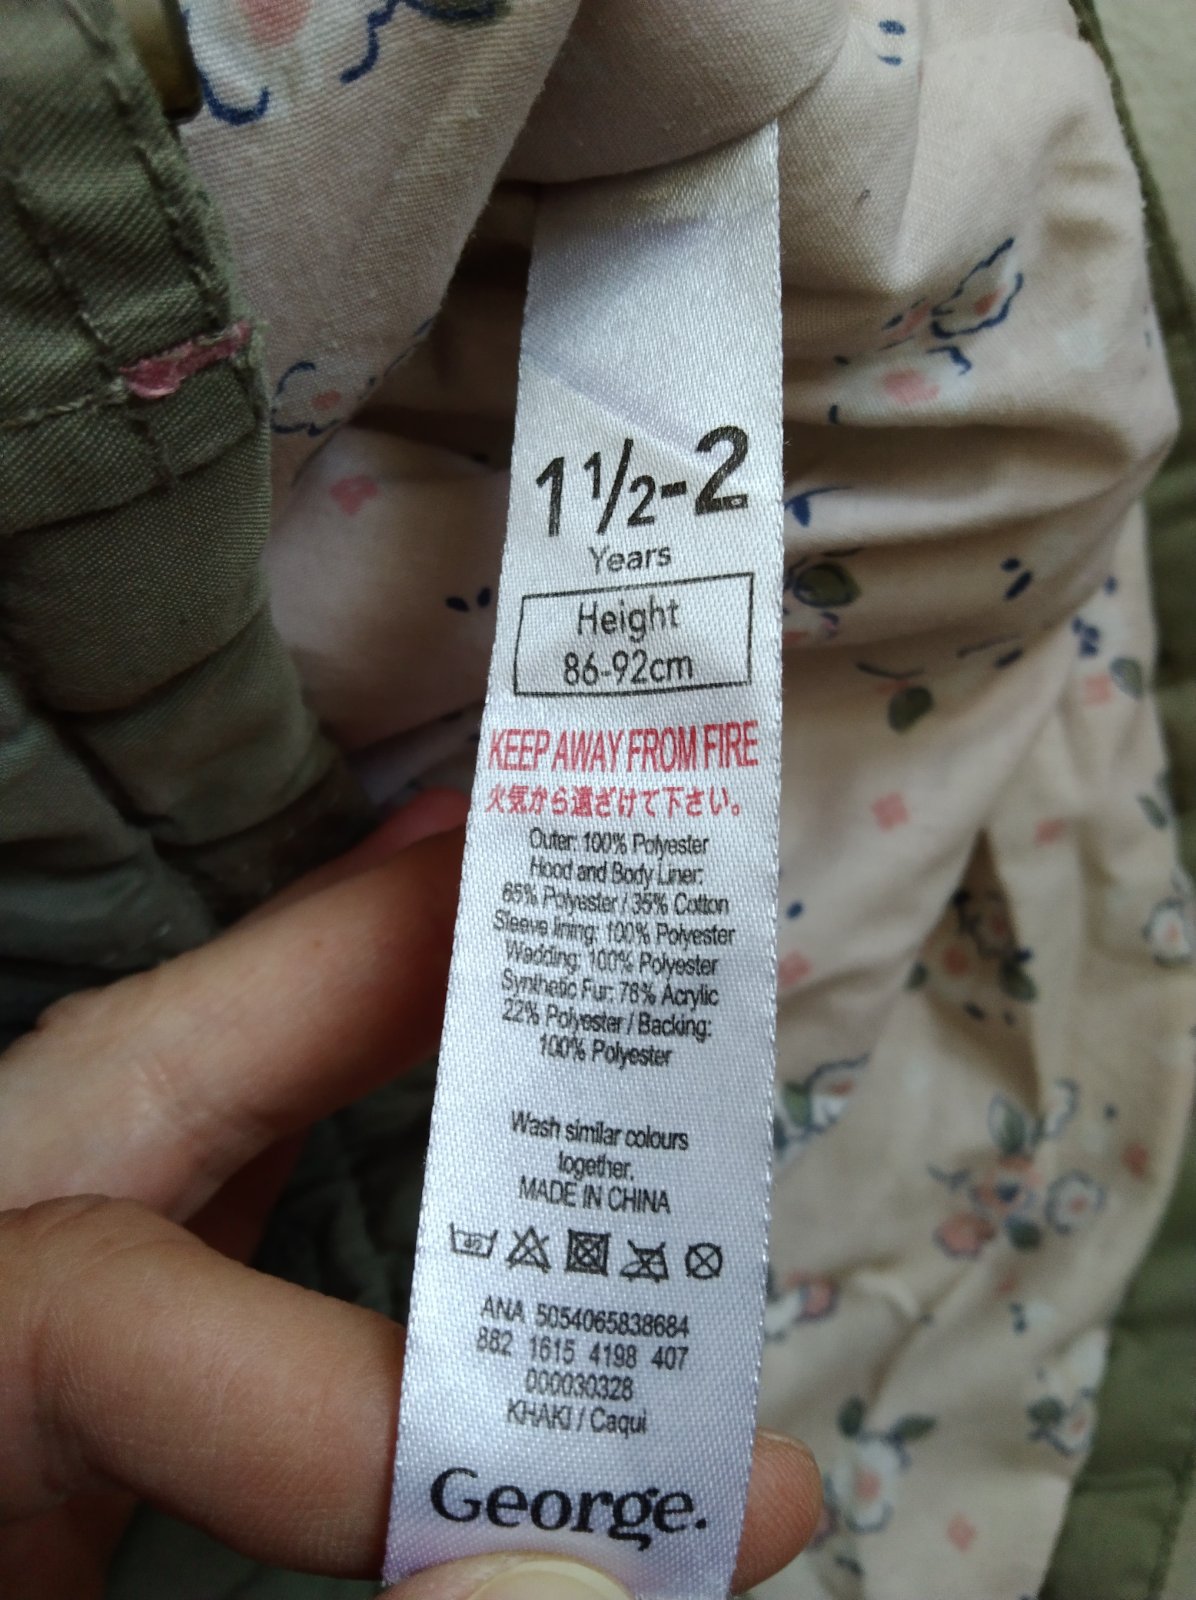 1 1/2-2
Years
Height
86-92cm
KEEP AWAY FROM FIRE
火気から遠ざけて下さい。
Outer: 100% Polyester
Hood and Body Liner:
65% Polyester / 35% Cotton
Sleeve lining: 100% Polyester
Wadding: 100% Polyester
Synthetic Fur: 78% Acrylic
22% Polyester / Backing:
100% Polyester
Wash similar colours
together.
MADE IN CHINA
40
ANA 5054065838684
882 1615 4198 407
000030328
KHAKI / Caqui
George.